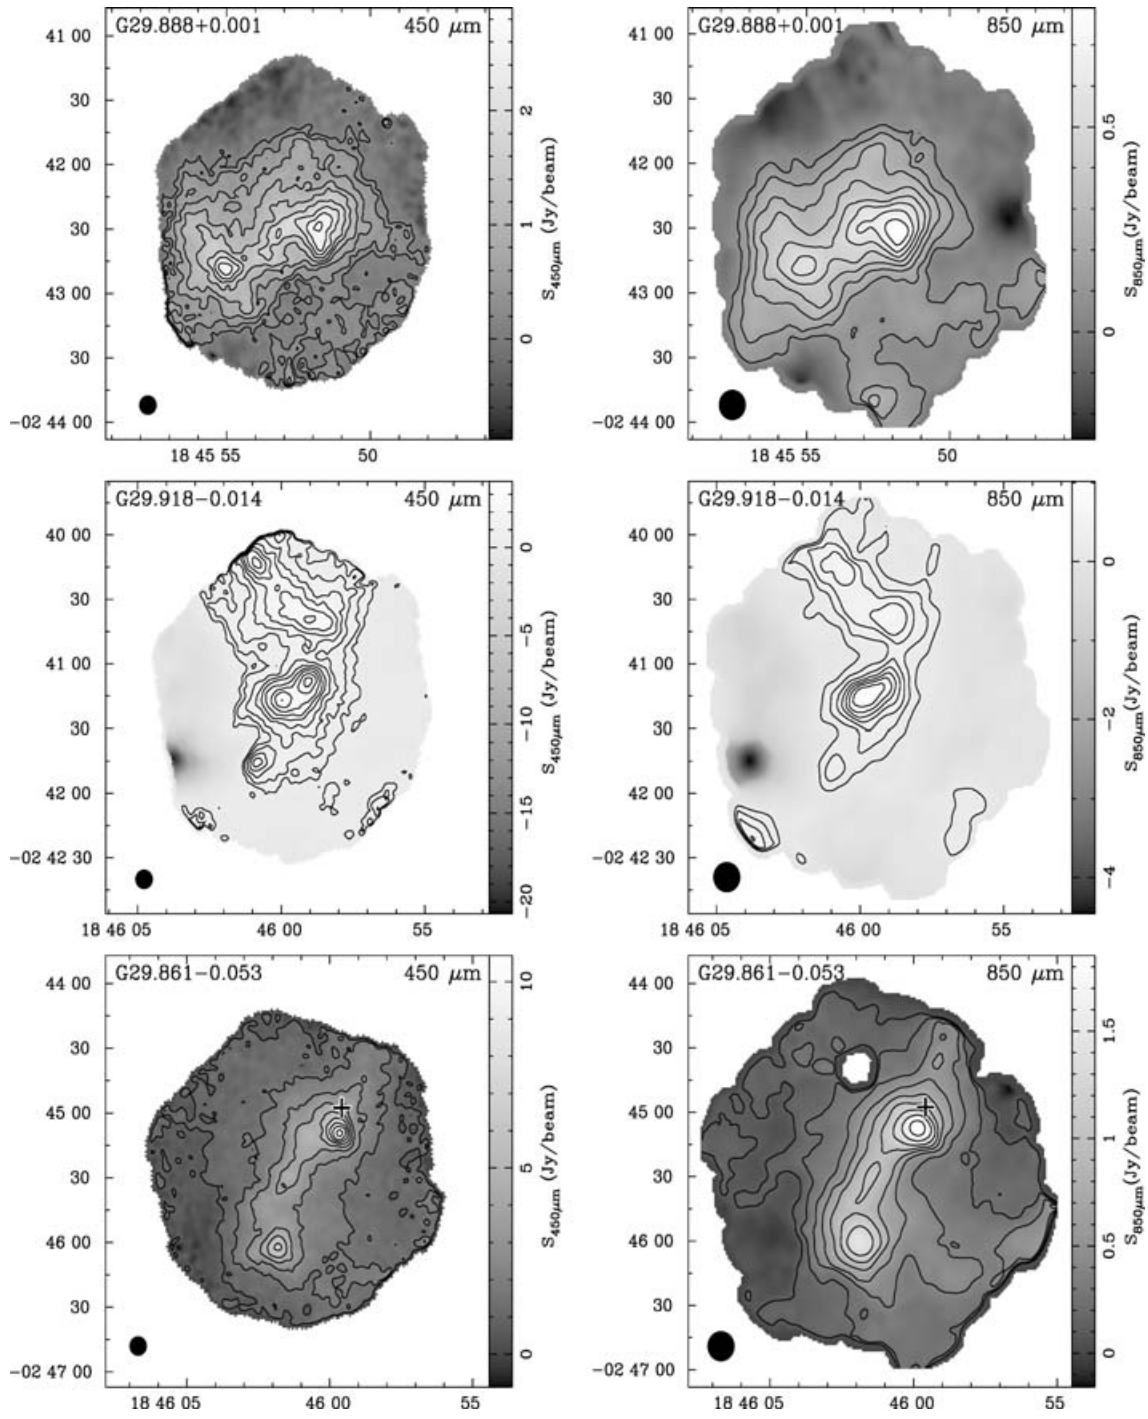 G29.888+0.001 450 μm
41 00
30
42 00
30
43 00
30
-02 44 00
18 45 55 50
2
1
0
S450μm (Jy/beam)
G29.888+0.001 850 μm
41 00
30
42 00
30
43 00
30
-02 44 00
18 45 55 50
0.5
0
S850μm(Jy/beam)
G29.918-0.014 450 μm
40 00
30
41 00
30
42 00
-02 42 30
18 46 05 46 00 55
0
-5
-10
-15
-20
S450μm (Jy/beam)
G29.918-0.014 850 μm
40 00
30
41 00
30
42 00
-02 42 30
18 46 05 46 00 55
0
-2
-4
S850μm(Jy/beam)
G29.861-0.053 450 μm
44 00
30
45 00
30
46 00
30
-02 47 00
18 46 05 46 00 55
10
5
0
S450μm (Jy/beam)
G29.861-0.053 850 μm
44 00
30
45 00
30
46 00
30
-02 47 00
18 46 05 46 00 55
1.5
1
0.5
0
S850μm(Jy/beam)